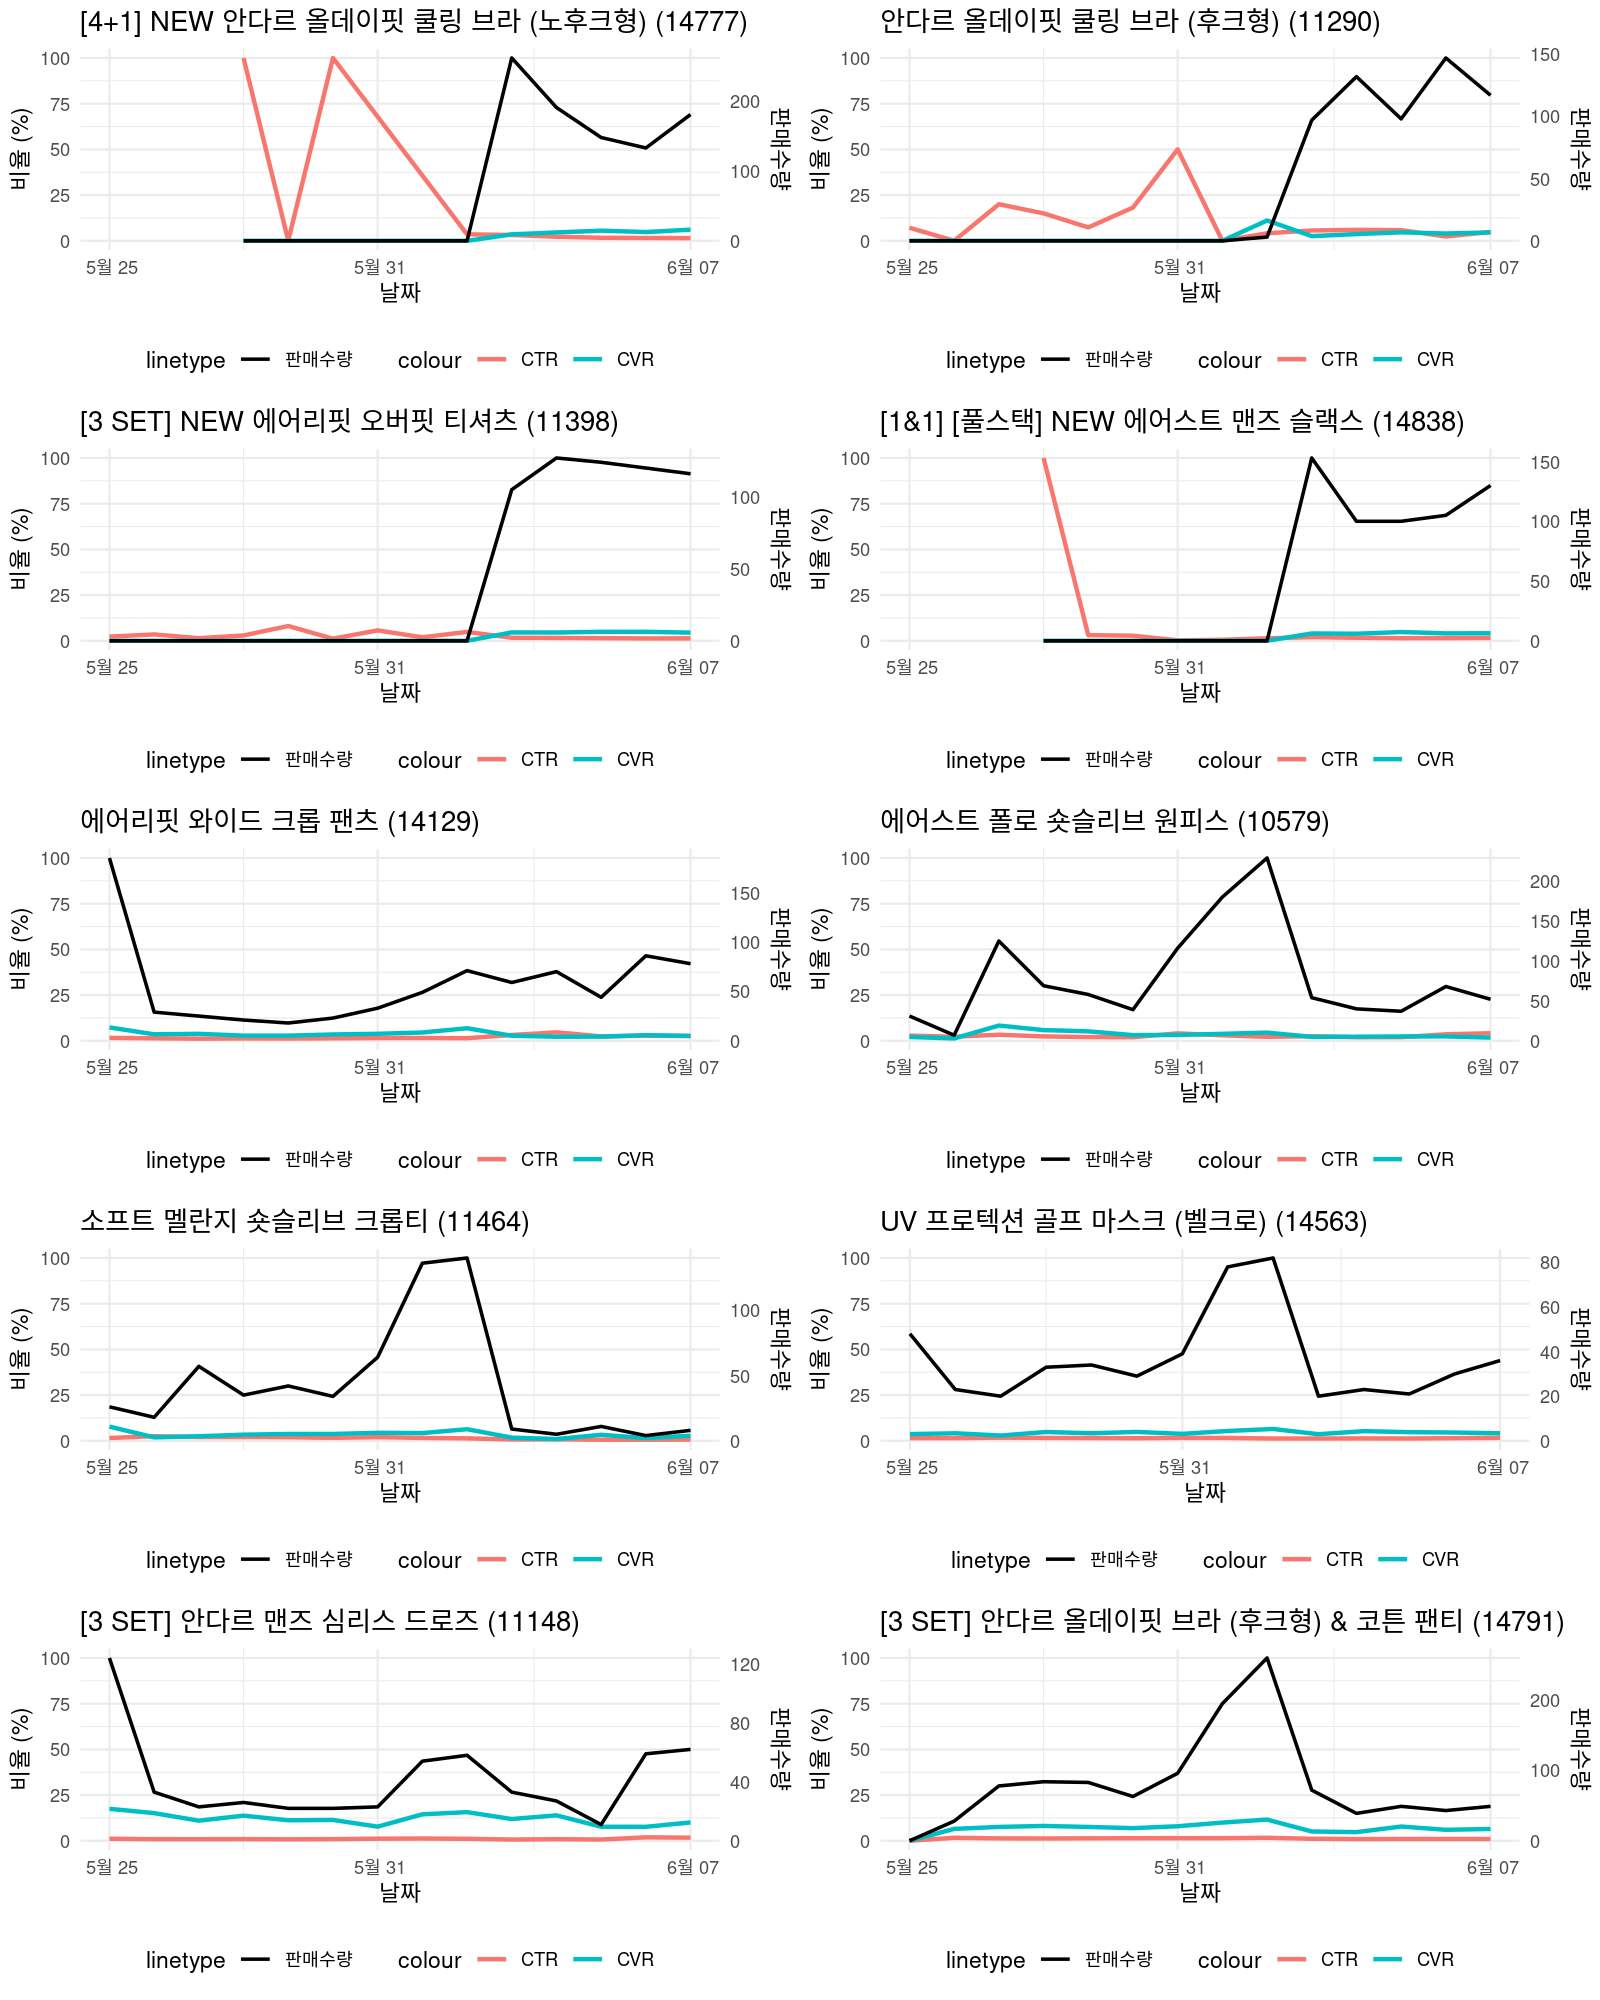 [4+1] NEW 안다르 올데이핏 쿨링 브라 (노후크형) (14777)
비율 (%)
100
75
50
25
0
200
100
0
판매수량
5월 25
5월 31
6월 07
날짜
linetype 판매수량 colour CTR CVR
안다르 올데이핏 쿨링 브라 (후크형) (11290)
비율 (%)
100
75
50
25
0
150
100
50
0
판매수량
5월 25
5월 31
6월 07
날짜
linetype 판매수량 colour CTR CVR
[3 SET] NEW 에어리핏 오버핏 티셔츠 (11398)
비율 (%)
100
75
50
25
0
100
50
0
판매수량
5월 25
5월 31
6월 07
날짜
linetype 판매수량 colour CTR CVR
[1&1] [풀스택] NEW 에어스트 맨즈 슬랙스 (14838)
비율 (%)
100
75
50
25
0
150
100
50
0
판매수량
5월 25
5월 31
6월 07
날짜
linetype 판매수량 colour CTR CVR
에어리핏 와이드 크롭 팬츠 (14129)
비율 (%)
100
75
50
25
0
150
100
50
0
판매수량
5월 25
5월 31
6월 07
날짜
linetype 판매수량 colour CTR CVR
에어스트 폴로 숏슬리브 원피스 (10579)
비율 (%)
100
75
50
25
0
200
150
100
50
0
판매수량
5월 25
5월 31
6월 07
날짜
linetype 판매수량 colour CTR CVR
소프트 멜란지 숏슬리브 크롭티 (11464)
비율 (%)
100
75
50
25
0
100
50
0
판매수량
5월 25
5월 31
6월 07
날짜
linetype 판매수량 colour CTR CVR
UV 프로텍션 골프 마스크 (벨크로) (14563)
비율 (%)
100
75
50
25
0
80
60
40
20
0
판매수량
5월 25
5월 31
6월 07
날짜
linetype 판매수량 colour CTR CVR
[3 SET] 안다르 맨즈 심리스 드로즈 (11148)
비율 (%)
100
75
50
25
0
120
80
40
0
판매수량
5월 25
5월 31
6월 07
날짜
linetype 판매수량 colour CTR CVR
[3 SET] 안다르 올데이핏 브라 (후크형) & 코튼 팬티 (14791)
비율 (%)
100
75
50
25
0
200
100
0
판매수량
5월 25
5월 31
6월 07
날짜
linetype 판매수량 colour CTR CVR